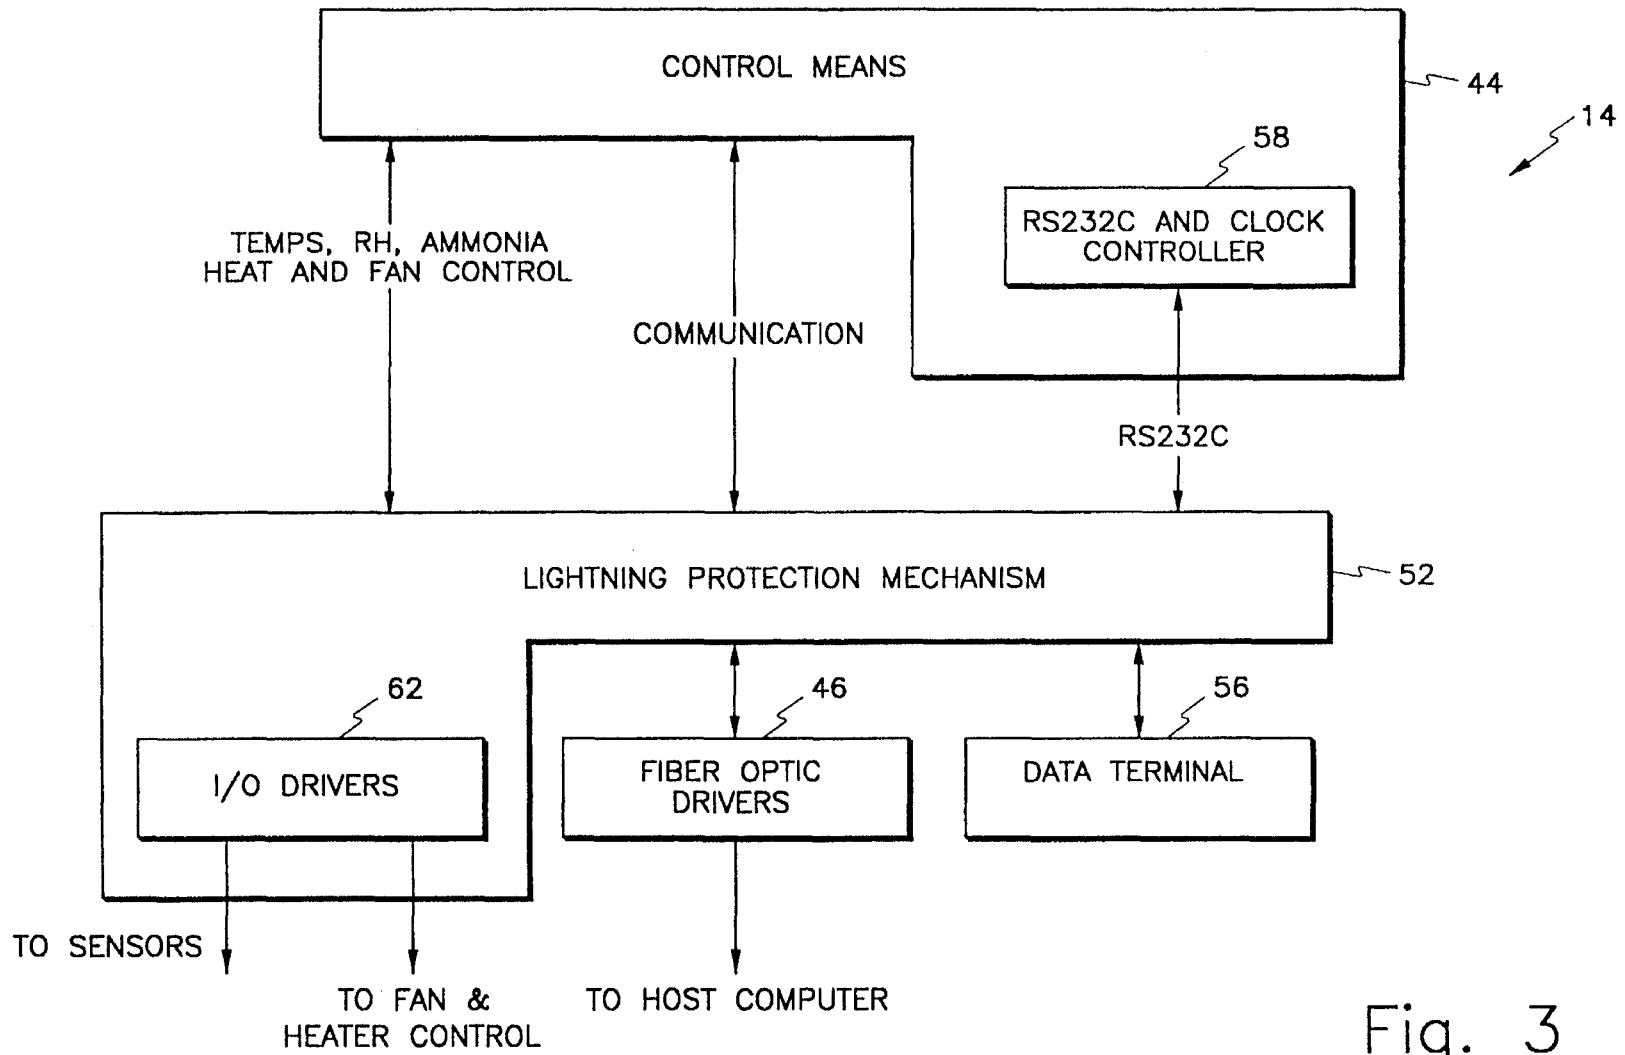 CONTROL MEANS
44
14
58
RS232C AND CLOCK
CONTROLLER
TEMPS, RH, AMMONIA
HEAT AND FAN CONTROL
COMMUNICATION
RS232C
LIGHTNING PROTECTION MECHANISM
52
62
46
56
I/O DRIVERS
FIBER OPTIC
DRIVERS
DATA TERMINAL
TO SENSORS
TO FAN &
HEATER CONTROL
TO HOST COMPUTER
Fig. 3